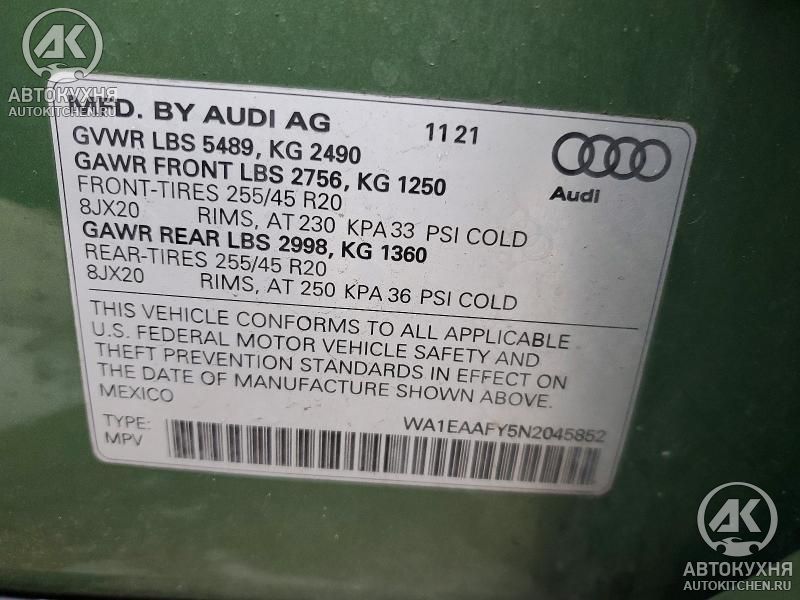 AK
АВТОКУХНЯ
AUTOKITCHEN.RU
MFD. BY AUDI AG 11 21
GVWR LBS 5489, KG 2490
GAWR FRONT LBS 2756, KG 1250
FRONT-TIRES 255/45 R20
8JX20 RIMS, AT 230 KPA 33 PSI COLD
GAWR REAR LBS 2998, KG 1360
REAR-TIRES 255/45 R20
8JX20 RIMS, AT 250 KPA 36 PSI COLD
Audi
THIS VEHICLE CONFORMS TO ALL APPLICABLE
U.S. FEDERAL MOTOR VEHICLE SAFETY AND
THEFT PREVENTION STANDARDS IN EFFECT ON
THE DATE OF MANUFACTURE SHOWN ABOVE.
MEXICO
TYPE: WA1EAAFY5N2045852
MPV
AK
АВТОКУХНЯ
AUTOKITCHEN.RU